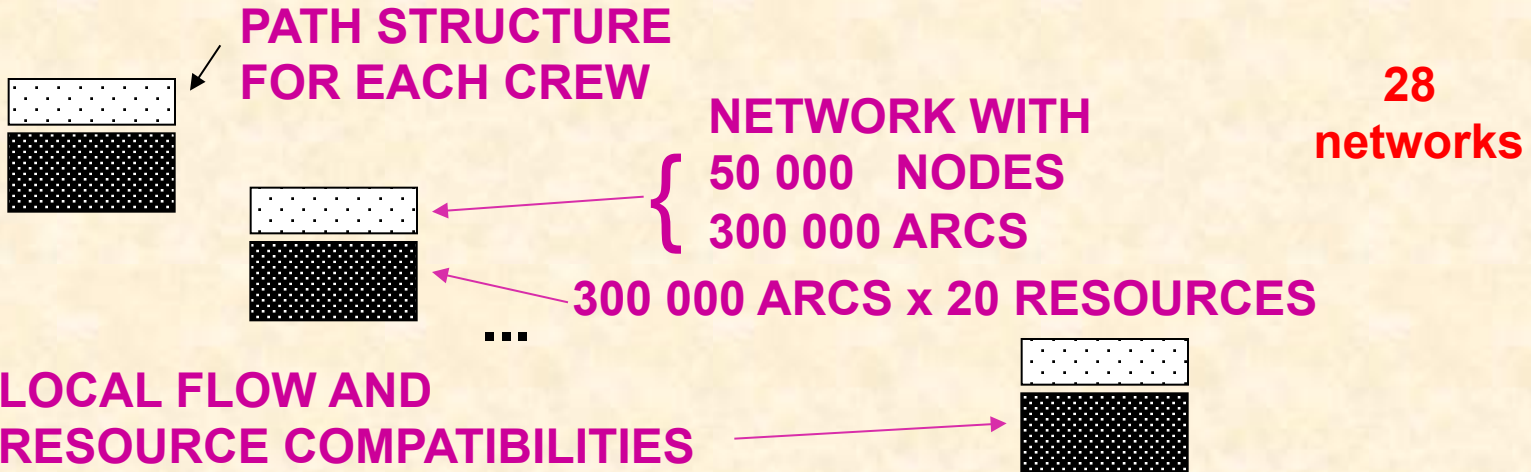 PATH STRUCTURE
FOR EACH CREW
28
networks
NETWORK WITH
50 000 NODES
300 000 ARCS
300 000 ARCS x 20 RESOURCES
...
LOCAL FLOW AND
RESOURCE COMPATIBILITIES